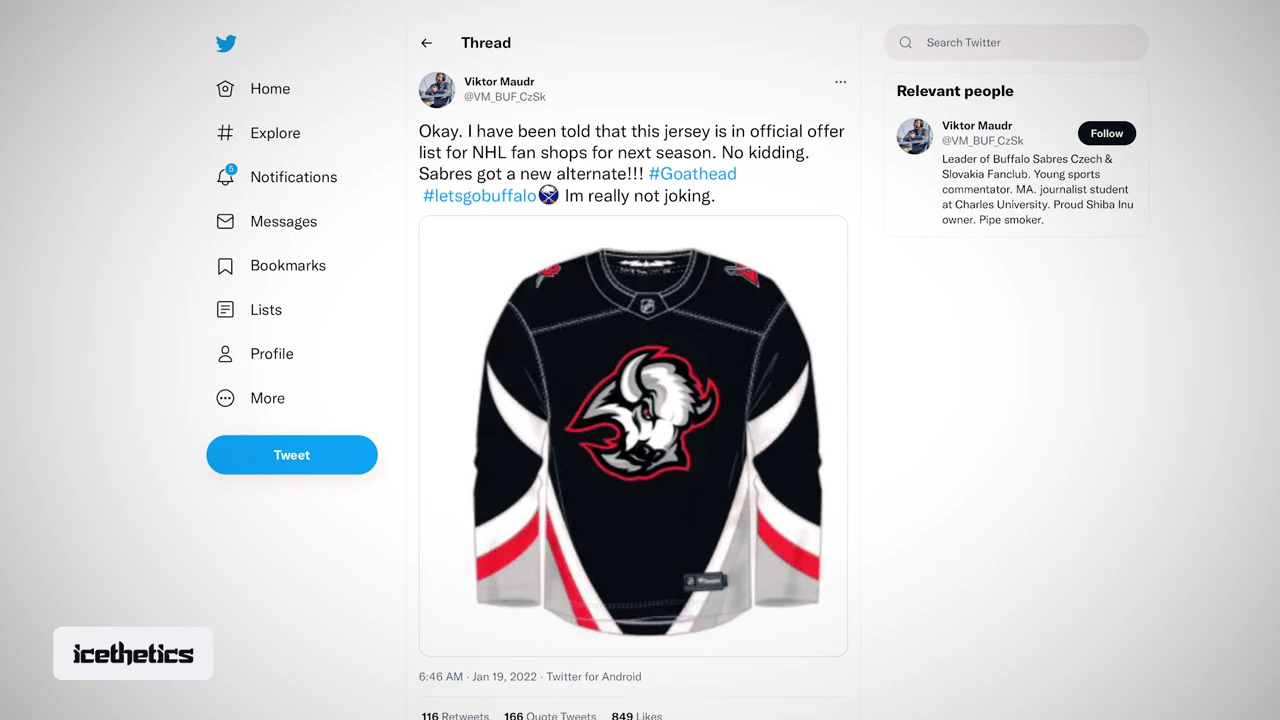 Home
Explore
5
Notifications
Messages
Bookmarks
Lists
Profile
More
Tweet
Thread
Viktor Maudr
@VM_BUF_CzSk
Okay. I have been told that this jersey is in official offer
list for NHL fan shops for next season. No kidding.
Sabres got a new alternate!!! #Goathead
#letsgobuffalo Im really not joking.
6:46 AM · Jan 19, 2022 · Twitter for Android
116 Retweets 166 Quote Tweets 849 Likes
Search Twitter
Relevant people
Viktor Maudr
@VM_BUF_CzSk
Follow
Leader of Buffalo Sabres Czech &
Slovakia Fanclub. Young sports
commentator. MA. journalist student
at Charles University. Proud Shiba Inu
owner. Pipe smoker.
icethetics